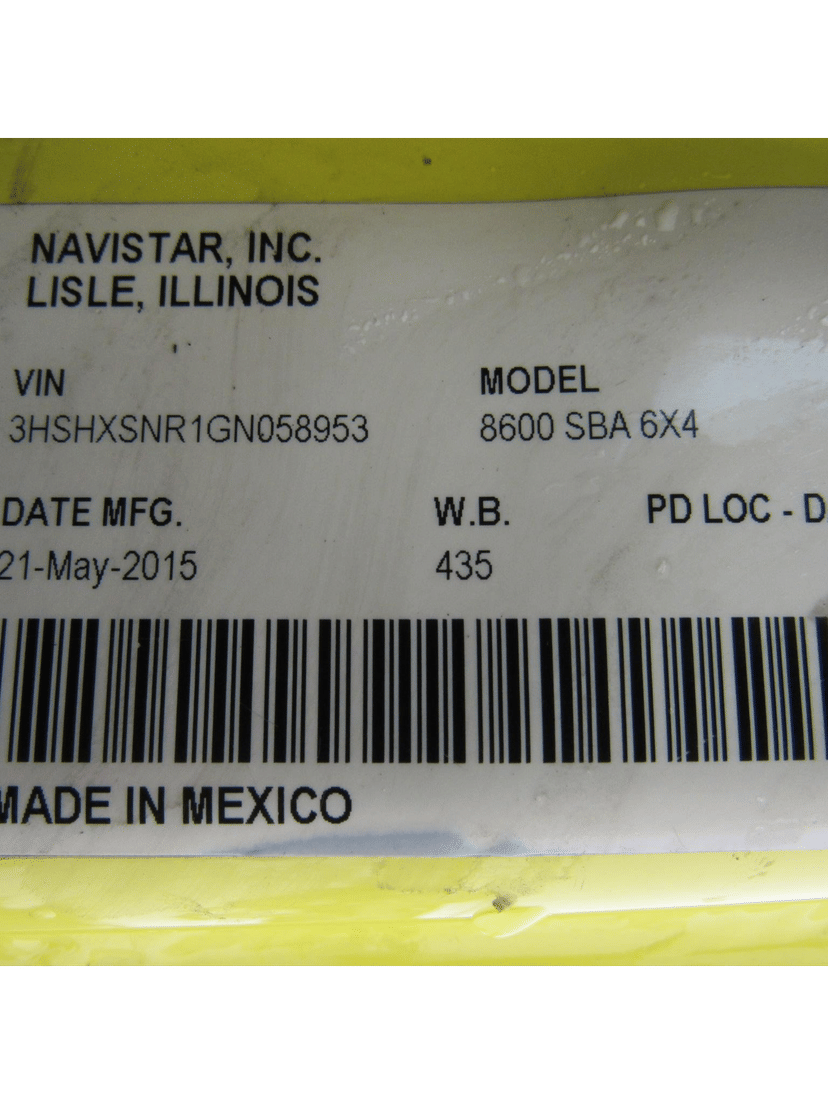 NAVISTAR, INC.
LISLE, ILLINOIS
VIN MODEL
3HSHXSNR1GN058953 8600 SBA 6X4
DATE MFG. W.B. PD LOC - D
21-May-2015 435
MADE IN MEXICO